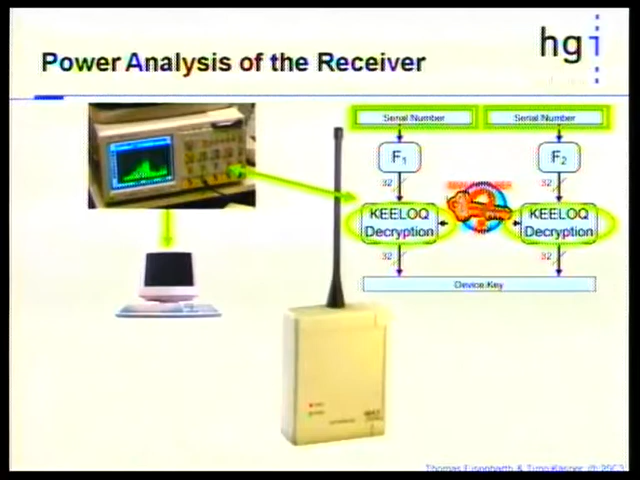 Power Analysis of the Receiver
hgi
Serial Number
Serial Number
F1
F2
32
32
KEELOQ
Decryption
KEELOQ
Decryption
32
32
Device Key
Thomas Eisenbarth & Timo Kasper